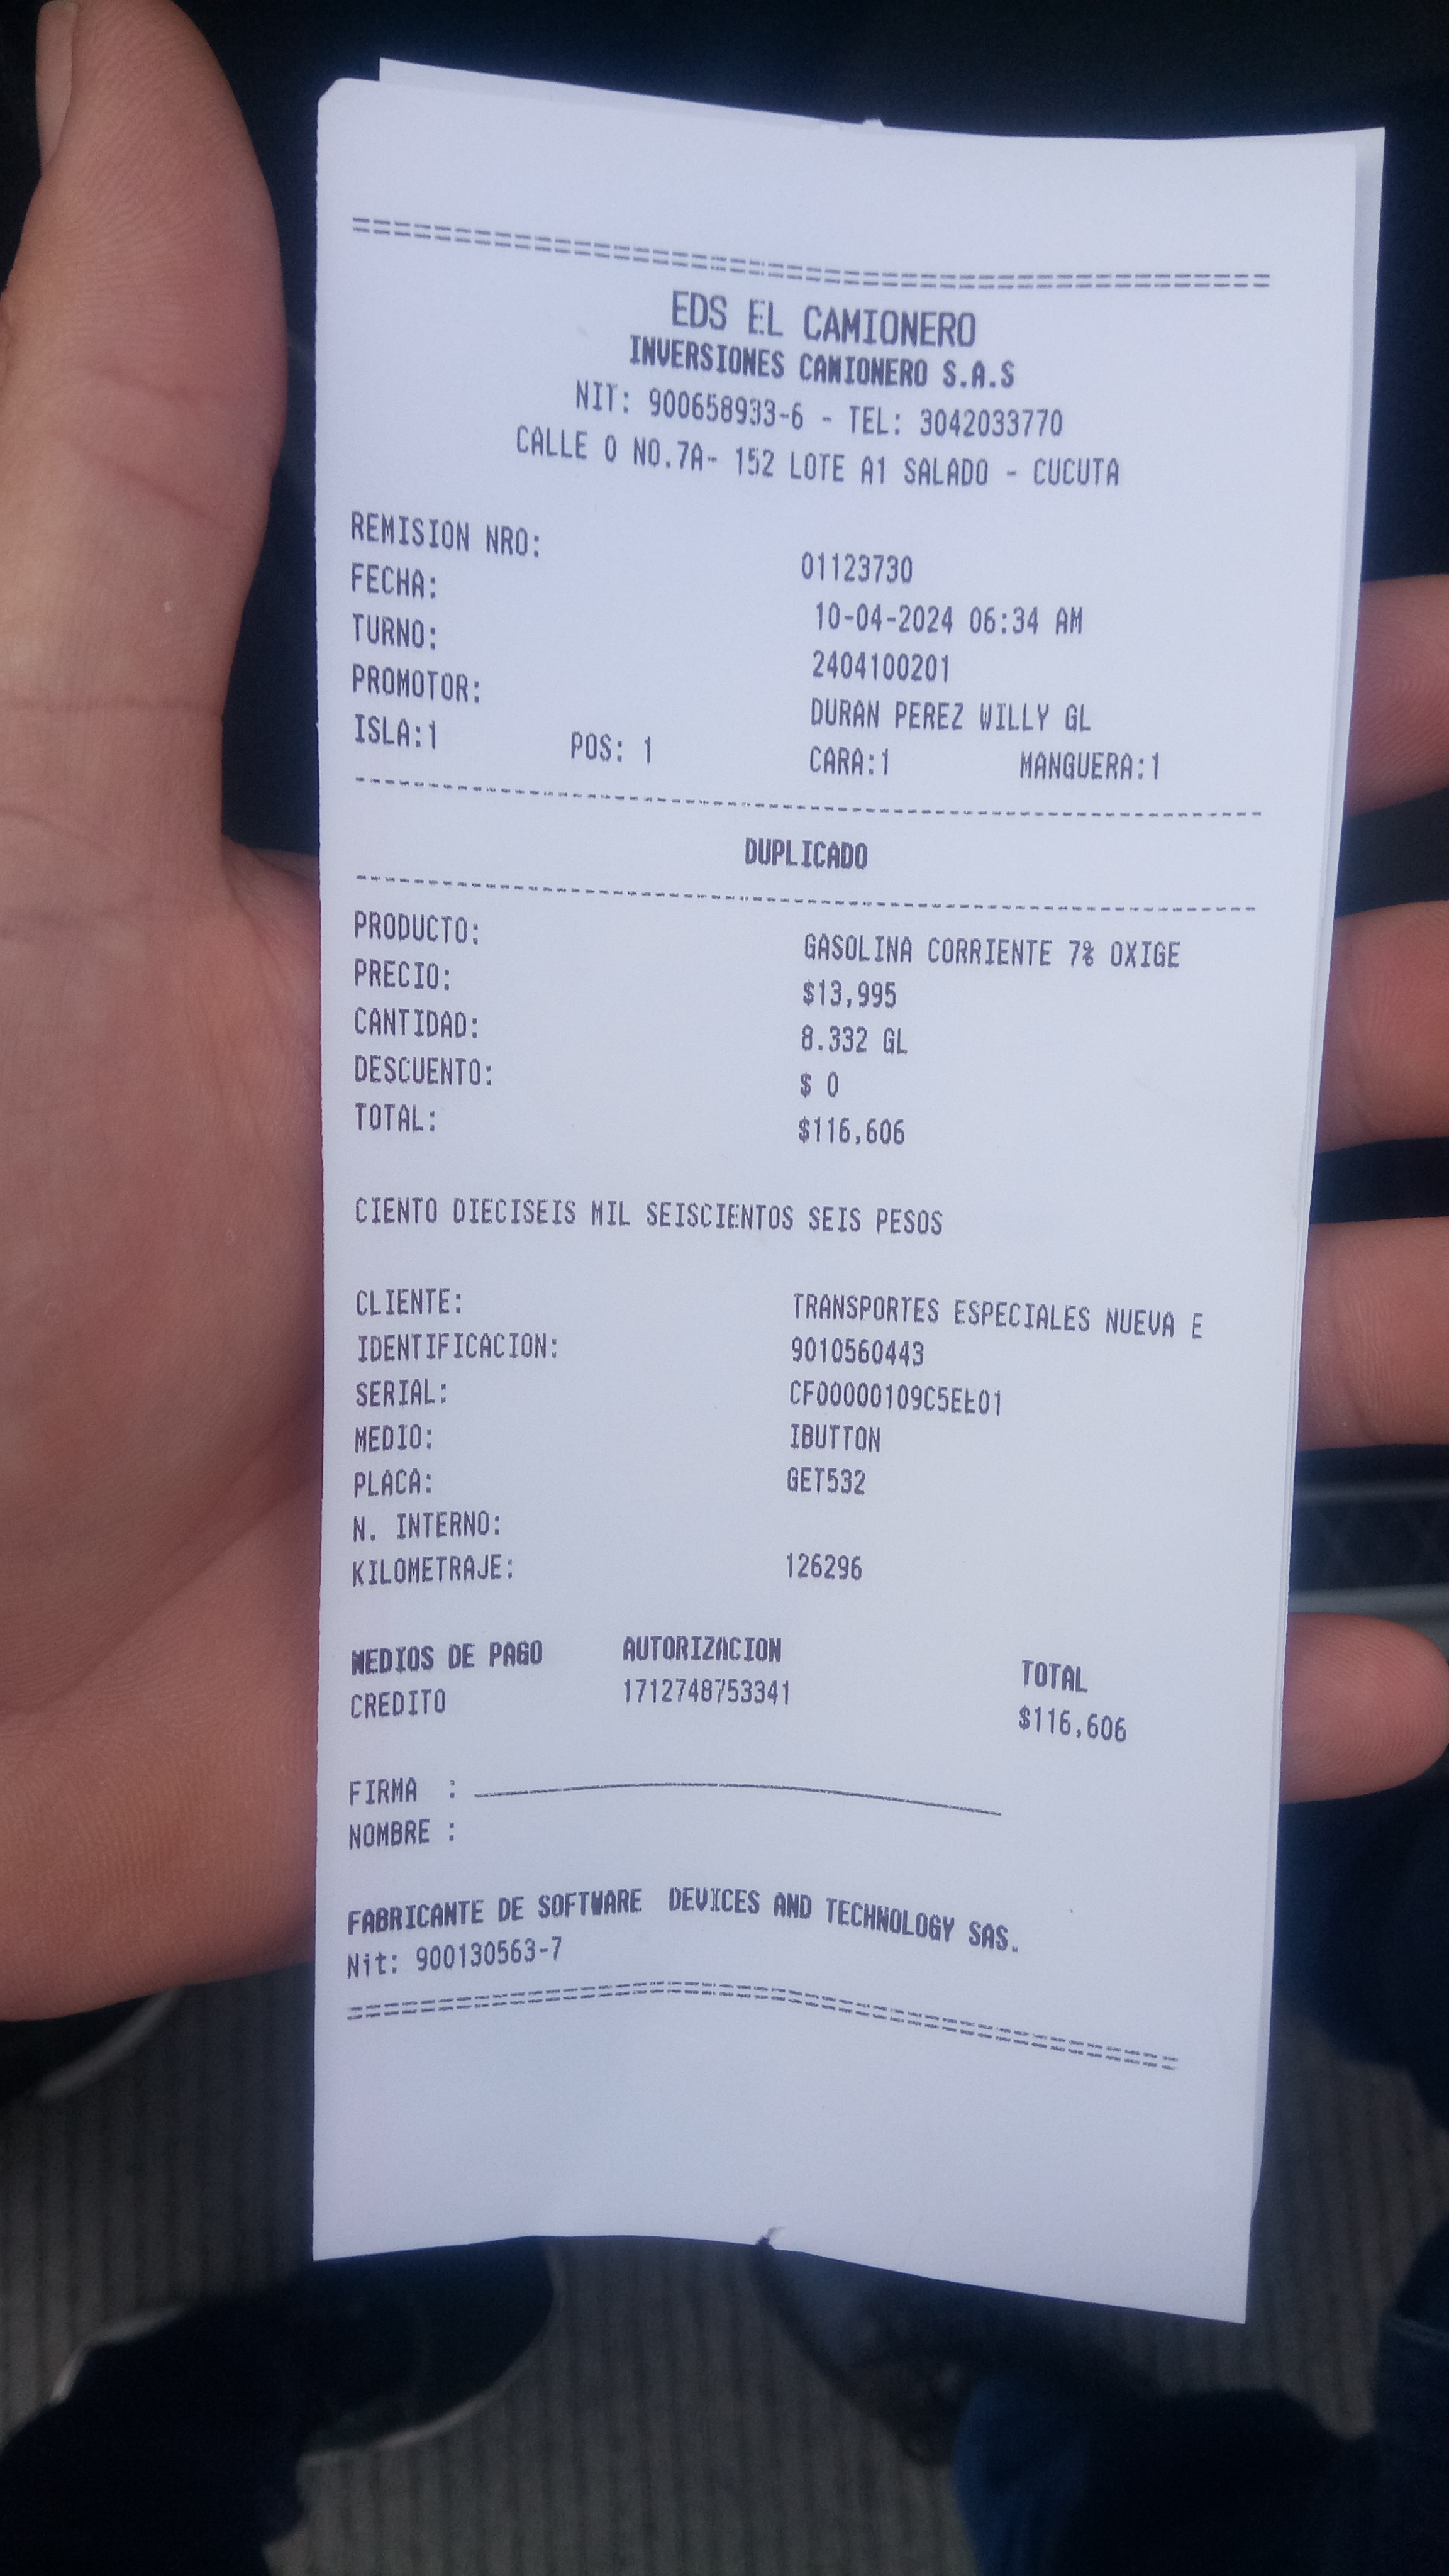 ================================================
EDS EL CAMIONERO
INVERSIONES CAMIONERO S.A.S
NIT: 900658933-6 - TEL: 3042033770
CALLE 0 NO.7A- 152 LOTE A1 SALADO - CUCUTA
REMISION NRO: 01123730
FECHA: 10-04-2024 06:34 AM
TURNO: 2404100201
PROMOTOR: DURAN PEREZ WILLY GL
ISLA:1 POS: 1 CARA:1 MANGUERA:1
DUPLICADO
PRODUCTO: GASOLINA CORRIENTE 7% OXIGE
PRECIO: $13,995
CANTIDAD: 8.332 GL
DESCUENTO: $ 0
TOTAL: $116,606
CIENTO DIECISEIS MIL SEISCIENTOS SEIS PESOS
CLIENTE: TRANSPORTES ESPECIALES NUEVA E
IDENTIFICACION: 9010560443
SERIAL:
MEDIO: IBUTTON
PLACA: GET532
N. INTERNO:
KILOMETRAJE: 126296
MEDIOS DE PAGO AUTORIZACION TOTAL
CREDITO 1712748753341 $116,606
FIRMA :
NOMBRE :
FABRICANTE DE SOFTWARE DEVICES AND TECHNOLOGY SAS.
Nit: 900130563-7